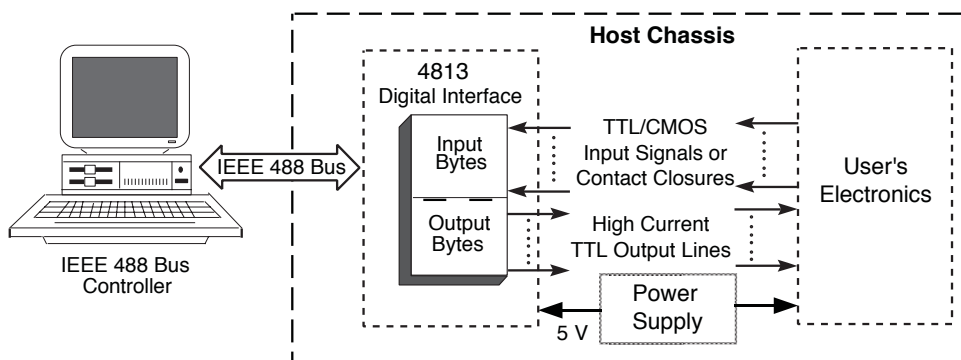 Host Chassis
4813
Digital Interface
Input
Bytes
Output
Bytes
IEEE 488 Bus
IEEE 488 Bus
Controller
TTL/CMOS
Input Signals or
Contact Closures
High Current
TTL Output Lines
User's
Electronics
Power
Supply
5 V